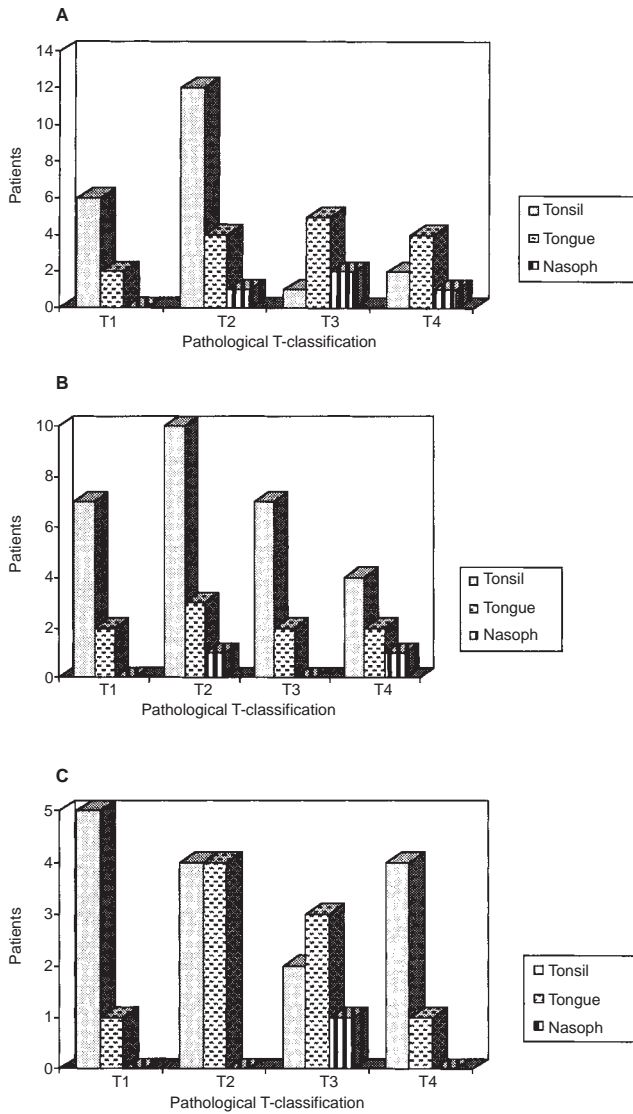 A
14
12
10
8
6
4
2
0
Patients
T1 T2 T3 T4
Pathological T-classification
Tonsil
Tongue
Nasoph
B
10
8
6
4
2
0
Patients
T1 T2 T3 T4
Pathological T-classification
Tonsil
Tongue
Nasoph
C
5
4
3
2
1
0
Patients
T1 T2 T3 T4
Pathological T-classification
Tonsil
Tongue
Nasoph